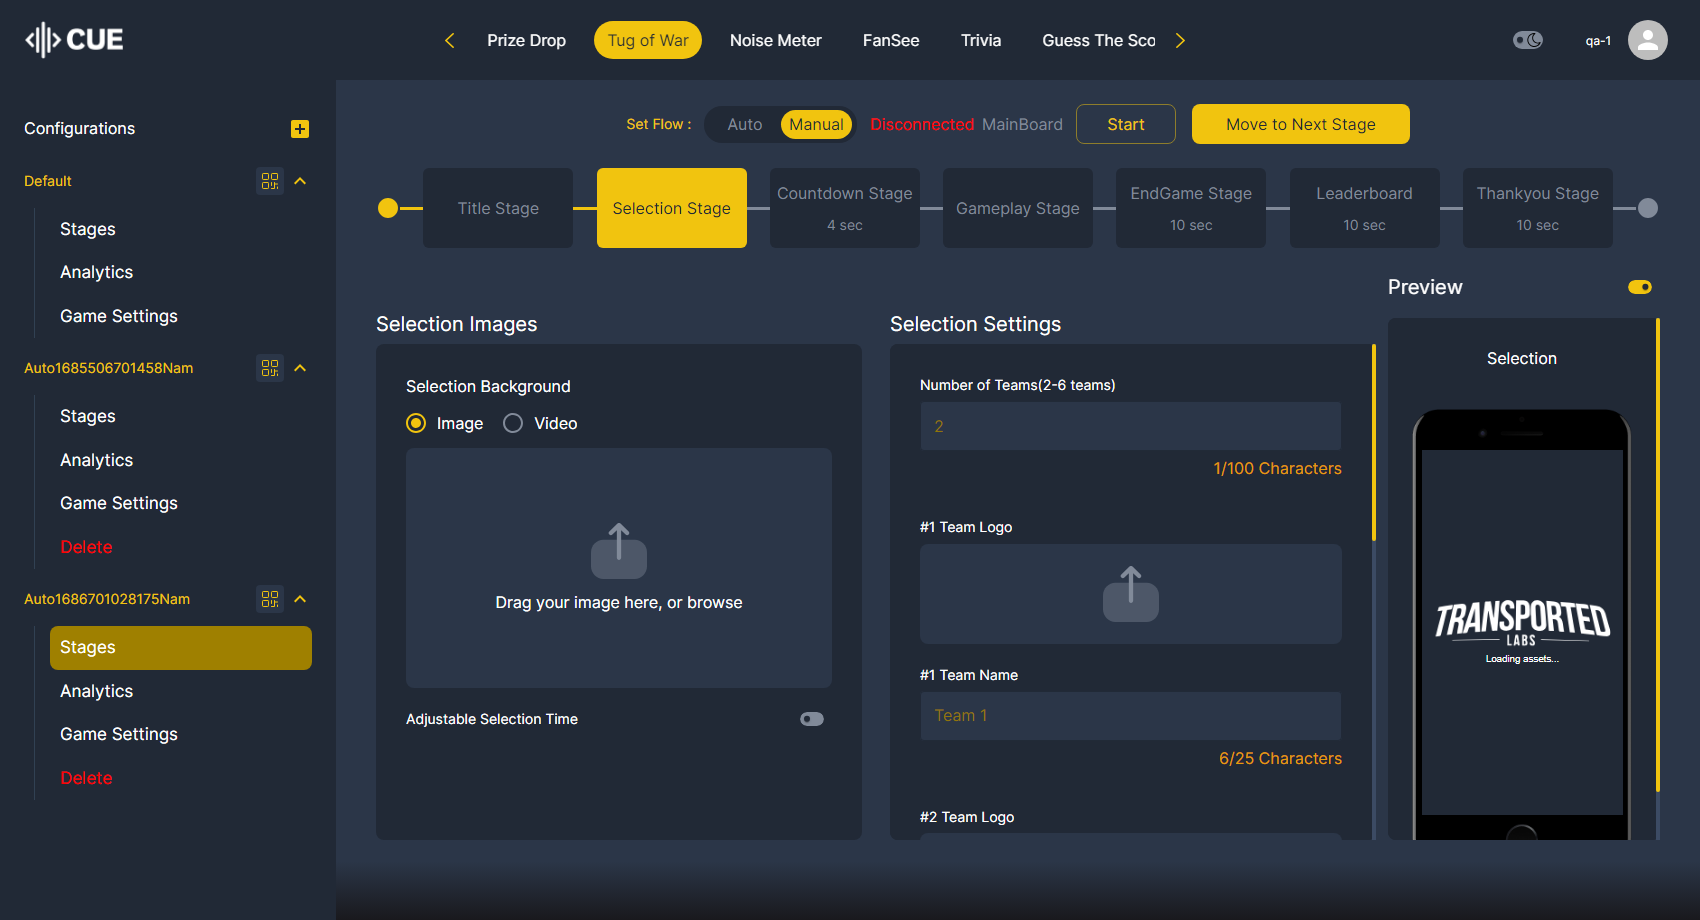 CUE
Prize Drop
Tug of War
Noise Meter
FanSee
Trivia
Guess The Sco
qa-1
Configurations
Default
Stages
Analytics
Game Settings
Auto1685506701458Nam
Stages
Analytics
Game Settings
Delete
Auto1686701028175Nam
Stages
Analytics
Game Settings
Delete
Set Flow :
Auto
Manual
Disconnected MainBoard
Start
Move to Next Stage
Title Stage
Selection Stage
Countdown Stage
4 sec
Gameplay Stage
EndGame Stage
10 sec
Leaderboard
10 sec
Thankyou Stage
10 sec
Selection Images
Selection Background
Image
Video
Drag your image here, or browse
Adjustable Selection Time
Selection Settings
Number of Teams(2-6 teams)
2
1/100 Characters
#1 Team Logo
#1 Team Name
Team 1
6/25 Characters
#2 Team Logo
Preview
Selection
TRANSPORTED
LABS
Loading assets...